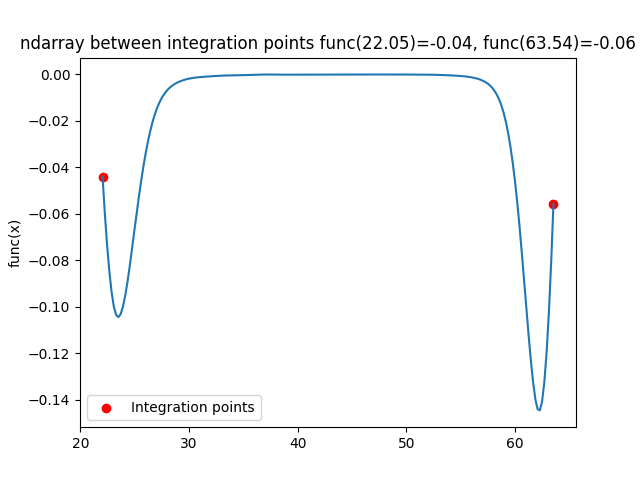 ndarray between integration points func(22.05)=-0.04, func(63.54)=-0.06
0.00
−0.02
−0.04
−0.06
−0.08
−0.10
−0.12
−0.14
func(x)
Integration points
20 30 40 50 60